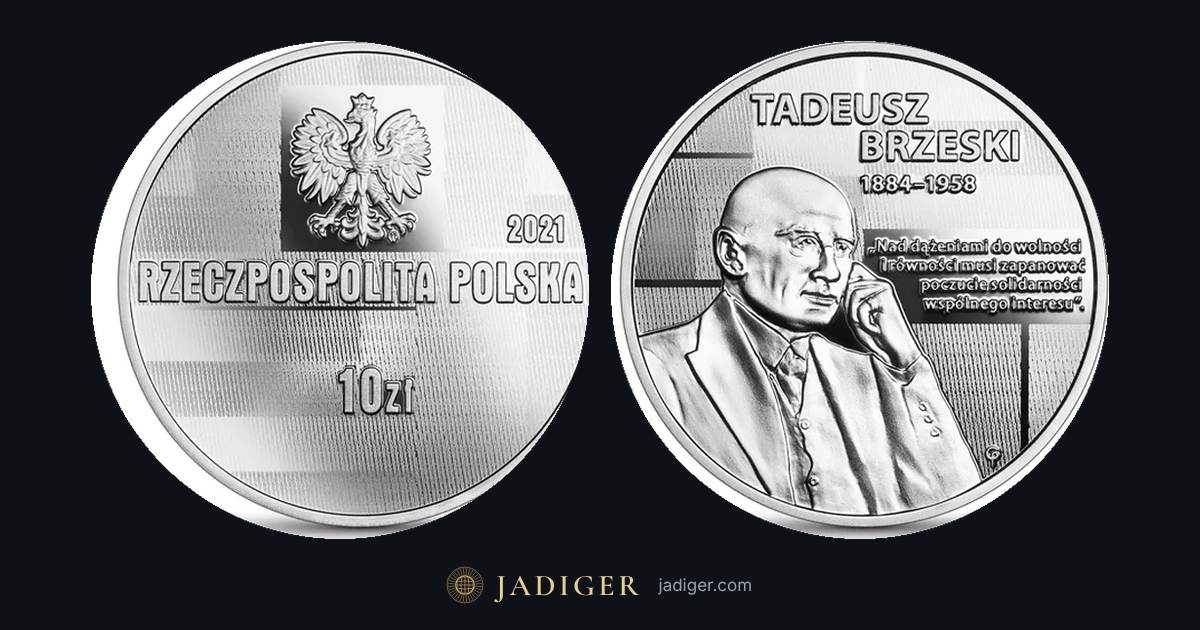 2021
RZECZPOSPOLITA POLSKA
10zł
TADEUSZ
BRZESKI
1884–1958
„Nad dążeniami do wolności
i równości musi zapanować
poczucie solidarności
wspólnego interesu”.
JADIGER
jadiger.com